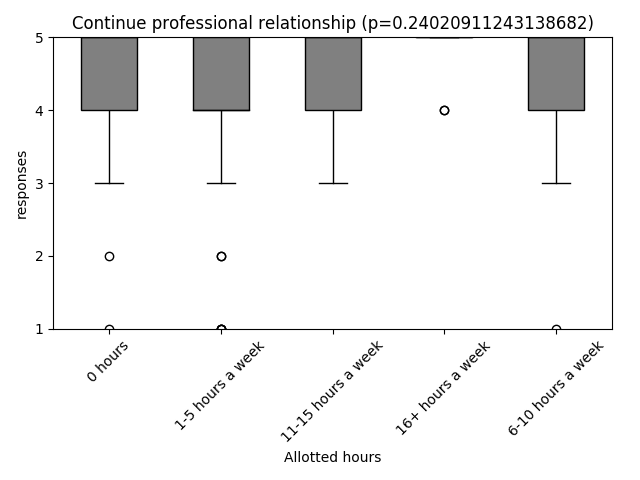 Continue professional relationship (p=0.24020911243138682)
5
4
3
2
1
responses
0 hours
1-5 hours a week
11-15 hours a week
16+ hours a week
6-10 hours a week
Allotted hours